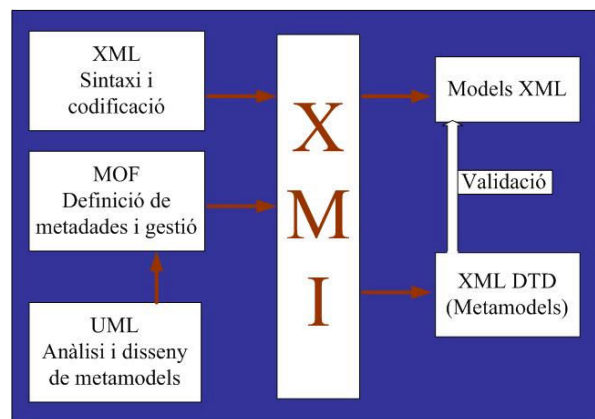 XML
Sintaxi i
codificació
MOF
Definició de
metadades i gestió
UML
Anàlisi i disseny
de metamodels
X
M
I
Models XML
Validació
XML DTD
(Metamodels)